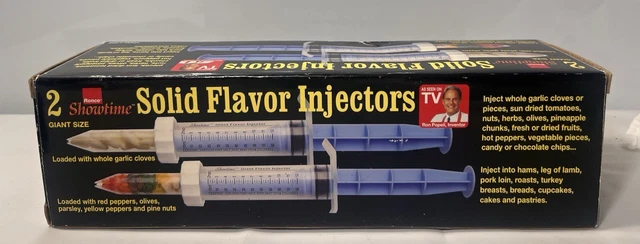 Solid Flavor Injectors
TV
2
2
Ronco
Showtime™
Solid Flavor Injectors
GIANT SIZE
AS SEEN ON
TV
Ron Popeil, Inventor
Loaded with whole garlic cloves
Loaded with red peppers, olives,
parsley, yellow peppers and pine nuts
Inject whole garlic cloves or
pieces, sun dried tomatoes,
nuts, herbs, olives, pineapple
chunks, fresh or dried fruits,
hot peppers, vegetable pieces,
candy or chocolate chips...
Inject into hams, leg of lamb,
pork loin, roasts, turkey
breasts, breads, cupcakes,
cakes and pastries.